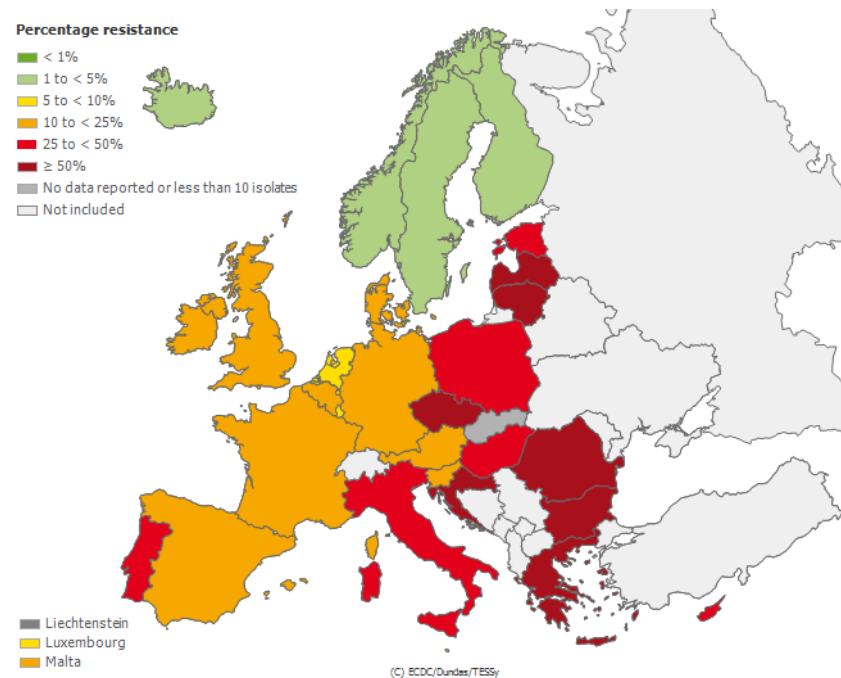 Percentage resistance
< 1%
1 to < 5%
5 to < 10%
10 to < 25%
25 to < 50%
≥ 50%
No data reported or less than 10 isolates
Not included
Liechtenstein
Luxembourg
Malta
(C) ECDC/Dundas/TESSy